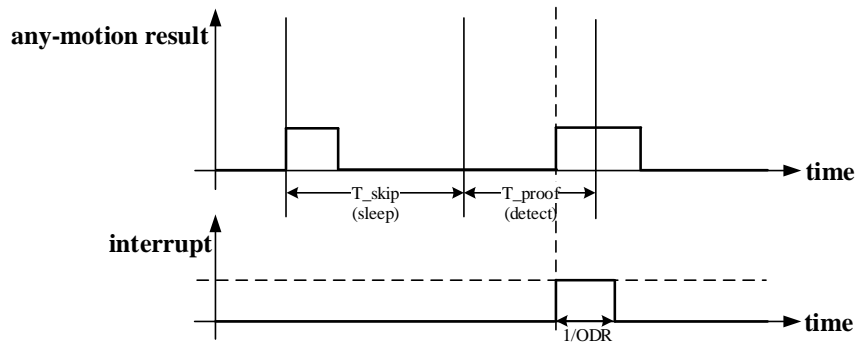 any-motion result
time
T_skip
(sleep)
T_proof
(detect)
interrupt
time
1/ODR